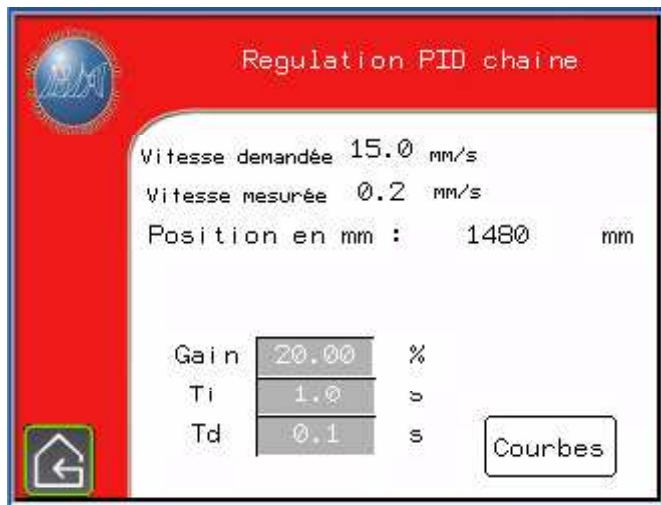 Regulation PID chaine
Vitesse demandée 15.0 mm/s
Vitesse mesurée 0.2 mm/s
Position en mm : 1480 mm
Gain 20.00 %
Ti 1.0 s
Td 0.1 s
Courbes